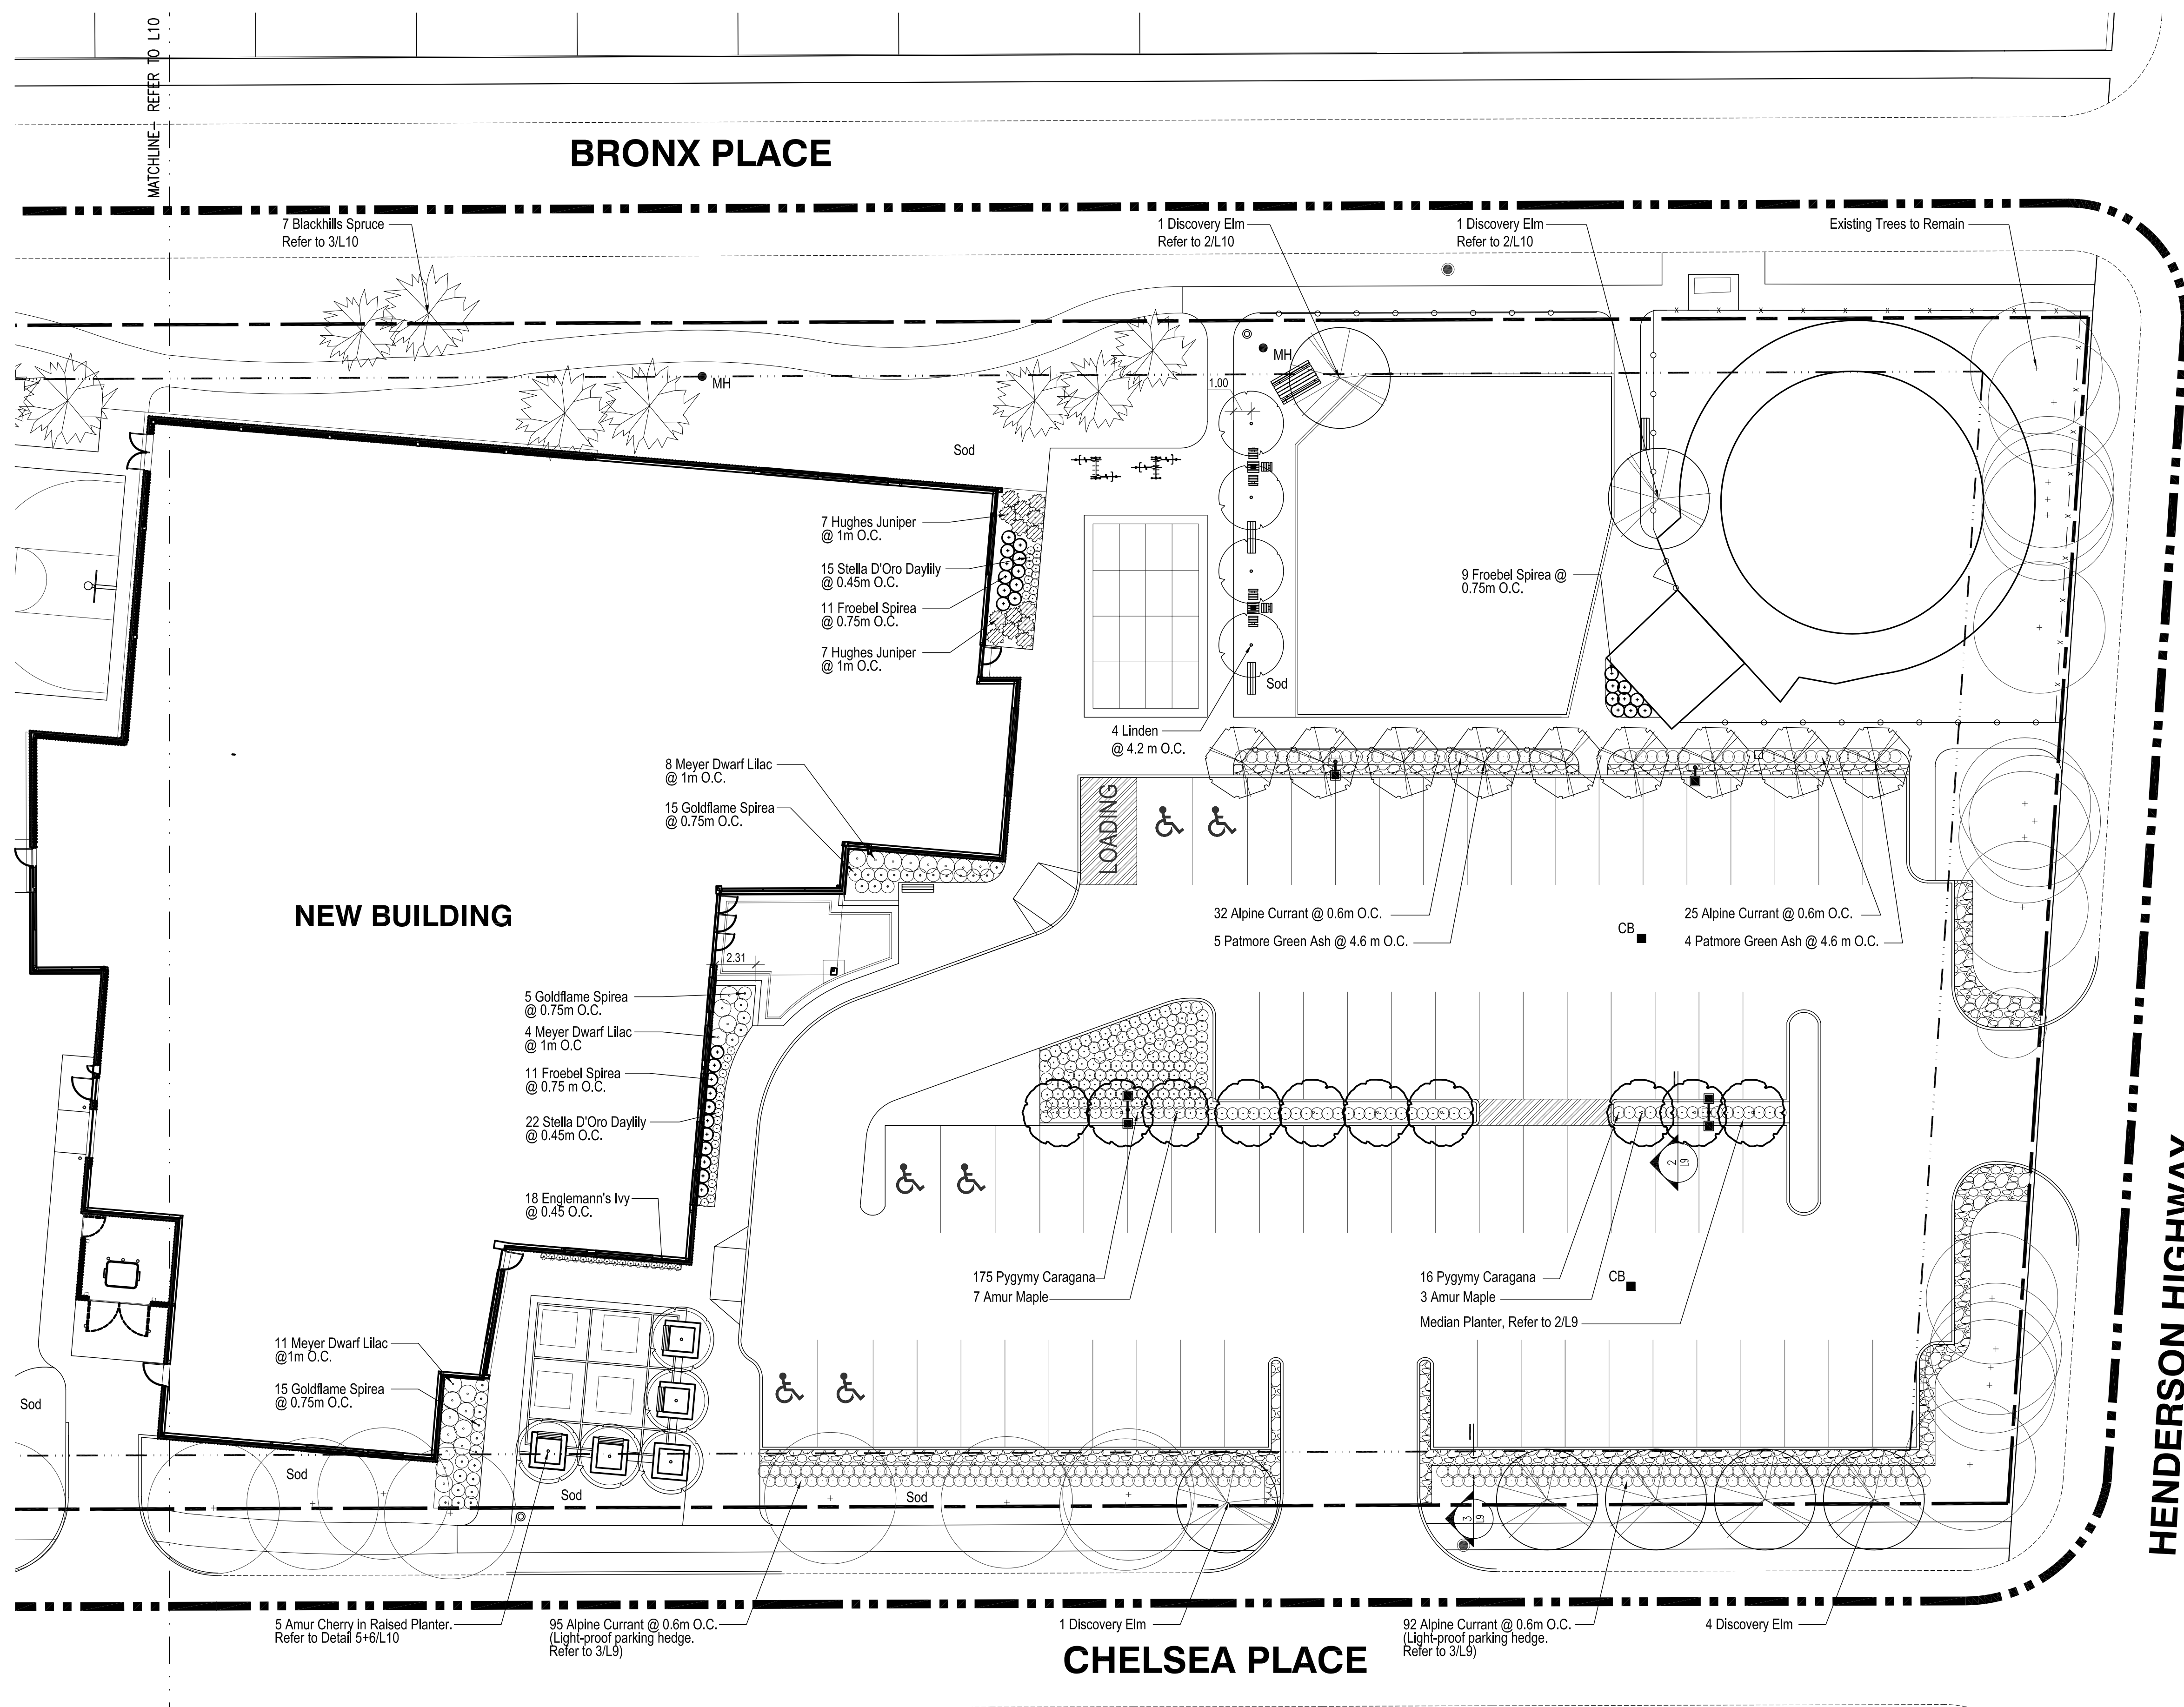 MATCHLINE- REFER TO L10
BRONX PLACE
7 Blackhills Spruce
Refer to 3/L10
1 Discovery Elm
Refer to 2/L10
1 Discovery Elm
Refer to 2/L10
Existing Trees to Remain
MH
MH
1.00
Sod
7 Hughes Juniper
@ 1m O.C.
15 Stella D'Oro Daylily
@ 0.45m O.C.
11 Froebel Spirea
@ 0.75m O.C.
7 Hughes Juniper
@ 1m O.C.
9 Froebel Spirea @
0.75m O.C.
Sod
4 Linden
@ 4.2 m O.C.
8 Meyer Dwarf Lilac
@ 1m O.C.
15 Goldflame Spirea
@ 0.75m O.C.
LOADING
NEW BUILDING
32 Alpine Currant @ 0.6m O.C.
5 Patmore Green Ash @ 4.6 m O.C.
CB
25 Alpine Currant @ 0.6m O.C.
4 Patmore Green Ash @ 4.6 m O.C.
2.31
5 Goldflame Spirea
@ 0.75m O.C.
4 Meyer Dwarf Lilac
@ 1m O.C
11 Froebel Spirea
@ 0.75 m O.C.
22 Stella D'Oro Daylily
@ 0.45m O.C.
18 Englemann's Ivy
@ 0.45 O.C.
2
L9
175 Pygymy Caragana
7 Amur Maple
16 Pygymy Caragana
3 Amur Maple
Median Planter, Refer to 2/L9
CB
HENDERSON HIGHWAY
11 Meyer Dwarf Lilac
@1m O.C.
15 Goldflame Spirea
@ 0.75m O.C.
Sod
Sod
Sod
Sod
3
L9
5 Amur Cherry in Raised Planter.
Refer to Detail 5+6/L10
95 Alpine Currant @ 0.6m O.C.
(Light-proof parking hedge.
Refer to 3/L9)
1 Discovery Elm
92 Alpine Currant @ 0.6m O.C.
(Light-proof parking hedge.
Refer to 3/L9)
4 Discovery Elm
CHELSEA PLACE